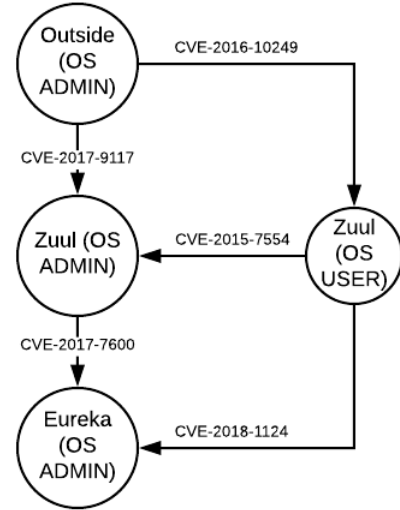 Outside
(OS
ADMIN)
CVE-2016-10249
CVE-2017-9117
Zuul (OS
ADMIN)
CVE-2015-7554
Zuul
(OS
USER)
CVE-2017-7600
Eureka
(OS
ADMIN)
CVE-2018-1124